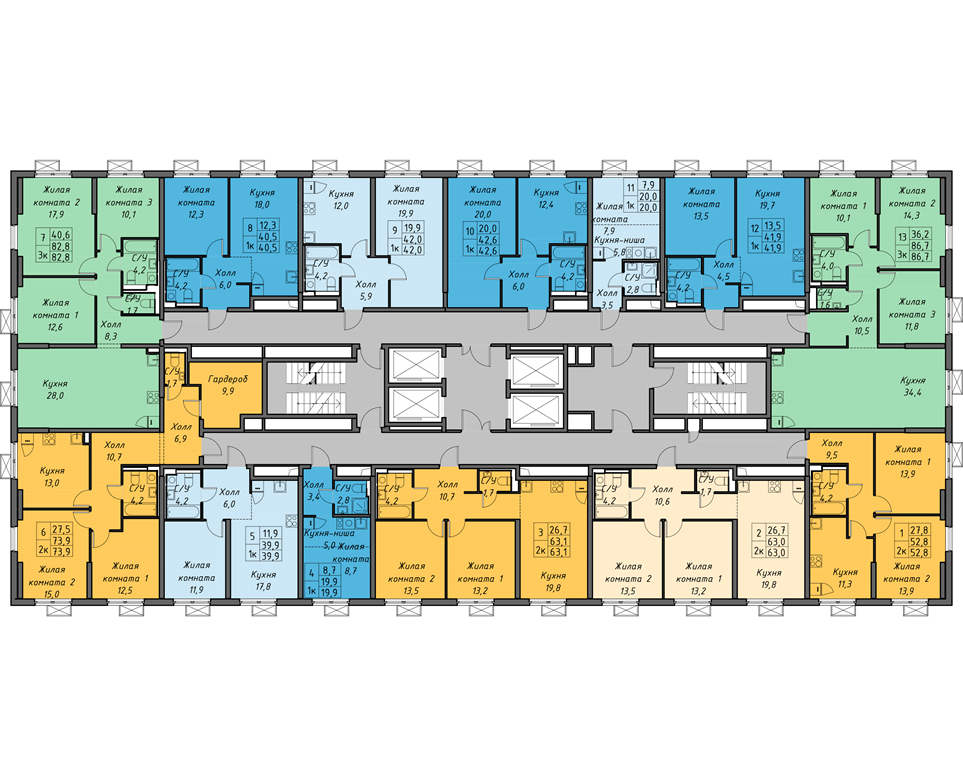 Жилая
комната 2
17,9
Жилая
комната 3
10,1
7
3к
40,6
82,8
82,8
С/У
4,2
С/У
1,7
Жилая
комната 1
12,6
Холл
8,3
Кухня
28,0
Жилая
комната
12,3
Кухня
18,0
8
1к
12,3
40,5
40,5
С/У
4,2
Холл
6,0
Кухня
12,0
Жилая
комната
19,9
9
1к
19,9
42,0
42,0
С/У
4,2
Холл
5,9
Жилая
комната
20,0
Кухня
12,4
10
1к
20,0
42,6
42,6
Холл
6,0
С/У
4,2
11
1к
7,9
20,0
20,0
Жилая
комната
7,9
Кухня-ниша
5,8
С/У
2,8
Холл
3,5
Жилая
комната
13,5
Кухня
19,7
12
1к
13,5
41,9
41,9
С/У
4,2
Холл
4,5
Жилая
комната 1
10,1
Жилая
комната 2
14,3
13
3к
36,2
86,7
86,7
С/У
4,0
С/У
1,6
Холл
10,5
Жилая
комната 3
11,8
Кухня
34,4
С/У
1,7
Гардероб
9,9
Холл
6,9
Холл
10,7
Кухня
13,0
С/У
4,2
6
2к
27,5
73,9
73,9
Жилая
комната 2
15,0
Жилая
комната 1
12,5
С/У
4,2
Холл
6,0
5
1к
11,9
39,9
39,9
Жилая
комната
11,9
Кухня
17,8
Холл
3,4
С/У
2,8
Кухня-ниша
5,0
Жилая
комната
8,7
4
1к
8,7
19,9
19,9
С/У
4,2
Холл
10,7
С/У
1,7
3
2к
26,7
63,1
63,1
Жилая
комната 2
13,5
Жилая
комната 1
13,2
Кухня
19,8
С/У
4,2
Холл
10,6
С/У
1,7
2
2к
26,7
63,0
63,0
Жилая
комната 2
13,5
Жилая
комната 1
13,2
Кухня
19,8
Холл
9,5
С/У
4,2
Жилая
комната 1
13,9
1
2к
27,8
52,8
52,8
Кухня
11,3
Жилая
комната 2
13,9